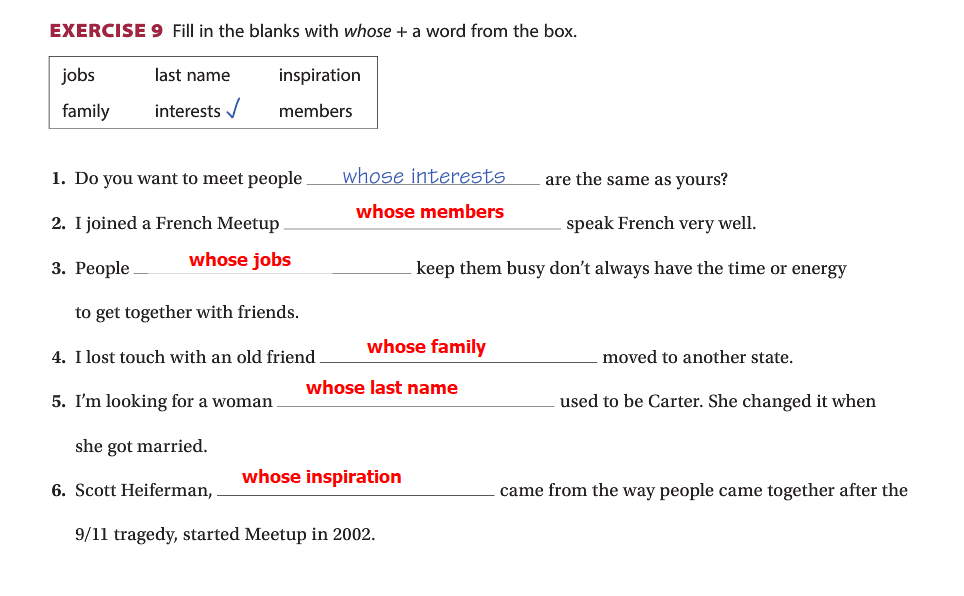 EXERCISE 9 Fill in the blanks with whose + a word from the box.
jobs last name inspiration
family interests ✓ members
1. Do you want to meet people whose interests are the same as yours?
2. I joined a French Meetup whose members speak French very well.
3. People whose jobs keep them busy don't always have the time or energy
to get together with friends.
4. I lost touch with an old friend whose family moved to another state.
5. I'm looking for a woman whose last name used to be Carter. She changed it when
she got married.
6. Scott Heiferman, whose inspiration came from the way people came together after the
9/11 tragedy, started Meetup in 2002.